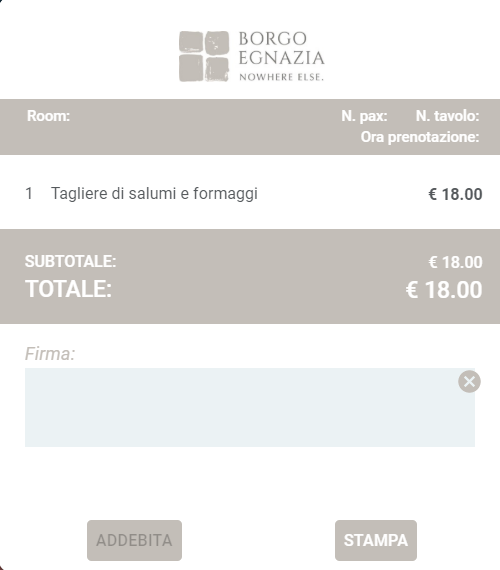 BORGO
EGNAZIA
NOWHERE ELSE.
Room: N. pax: N. tavolo:
Ora prenotazione:
1 Tagliere di salumi e formaggi € 18.00
SUBTOTALE: € 18.00
TOTALE: € 18.00
Firma:
ADDEBITA STAMPA